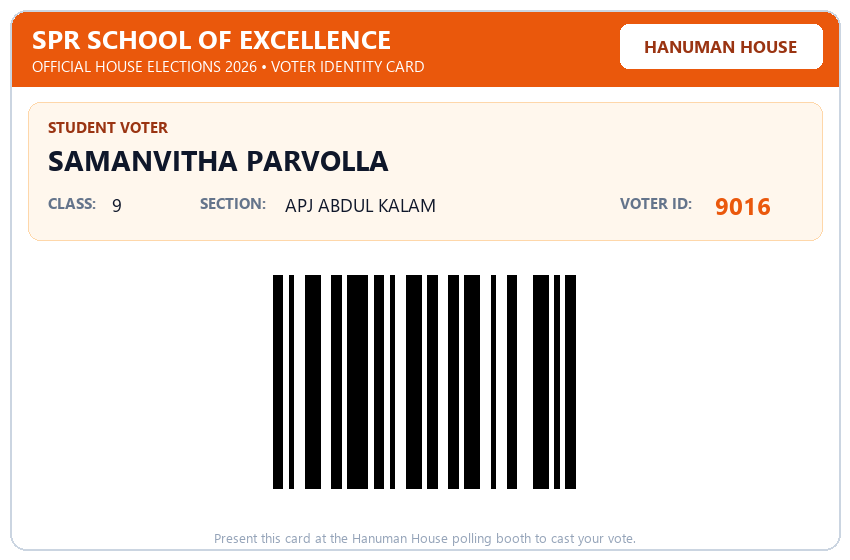 SPR SCHOOL OF EXCELLENCE
OFFICIAL HOUSE ELECTIONS 2026 • VOTER IDENTITY CARD
HANUMAN HOUSE
STUDENT VOTER
SAMANVITHA PARVOLLA
CLASS: 9 SECTION: APJ ABDUL KALAM VOTER ID: 9016
Present this card at the Hanuman House polling booth to cast your vote.